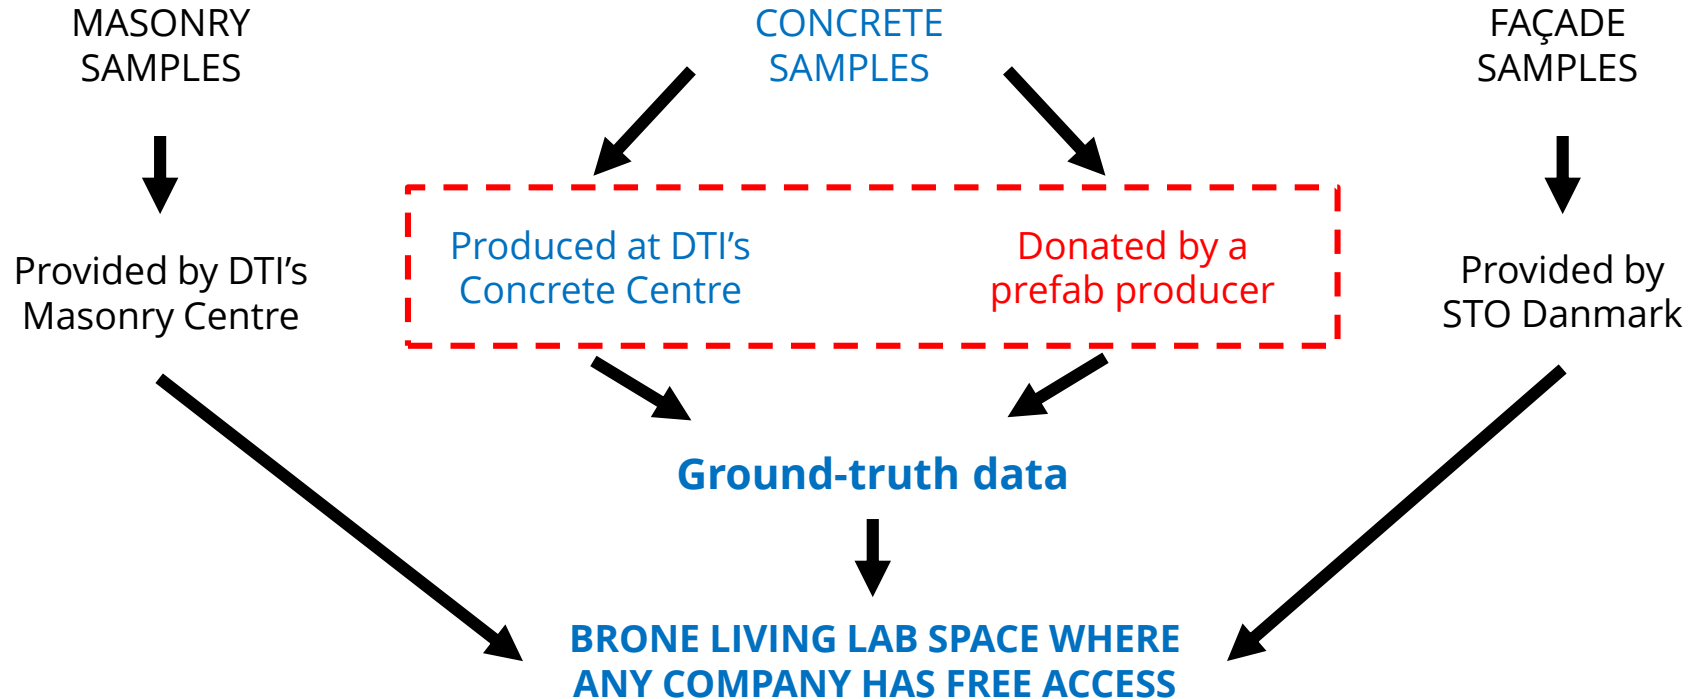 MASONRY
SAMPLES
CONCRETE
SAMPLES
FAÇADE
SAMPLES
Provided by DTI’s
Masonry Centre
Produced at DTI’s
Concrete Centre
Donated by a
prefab producer
Provided by
STO Danmark
Ground-truth data
BRONE LIVING LAB SPACE WHERE
ANY COMPANY HAS FREE ACCESS